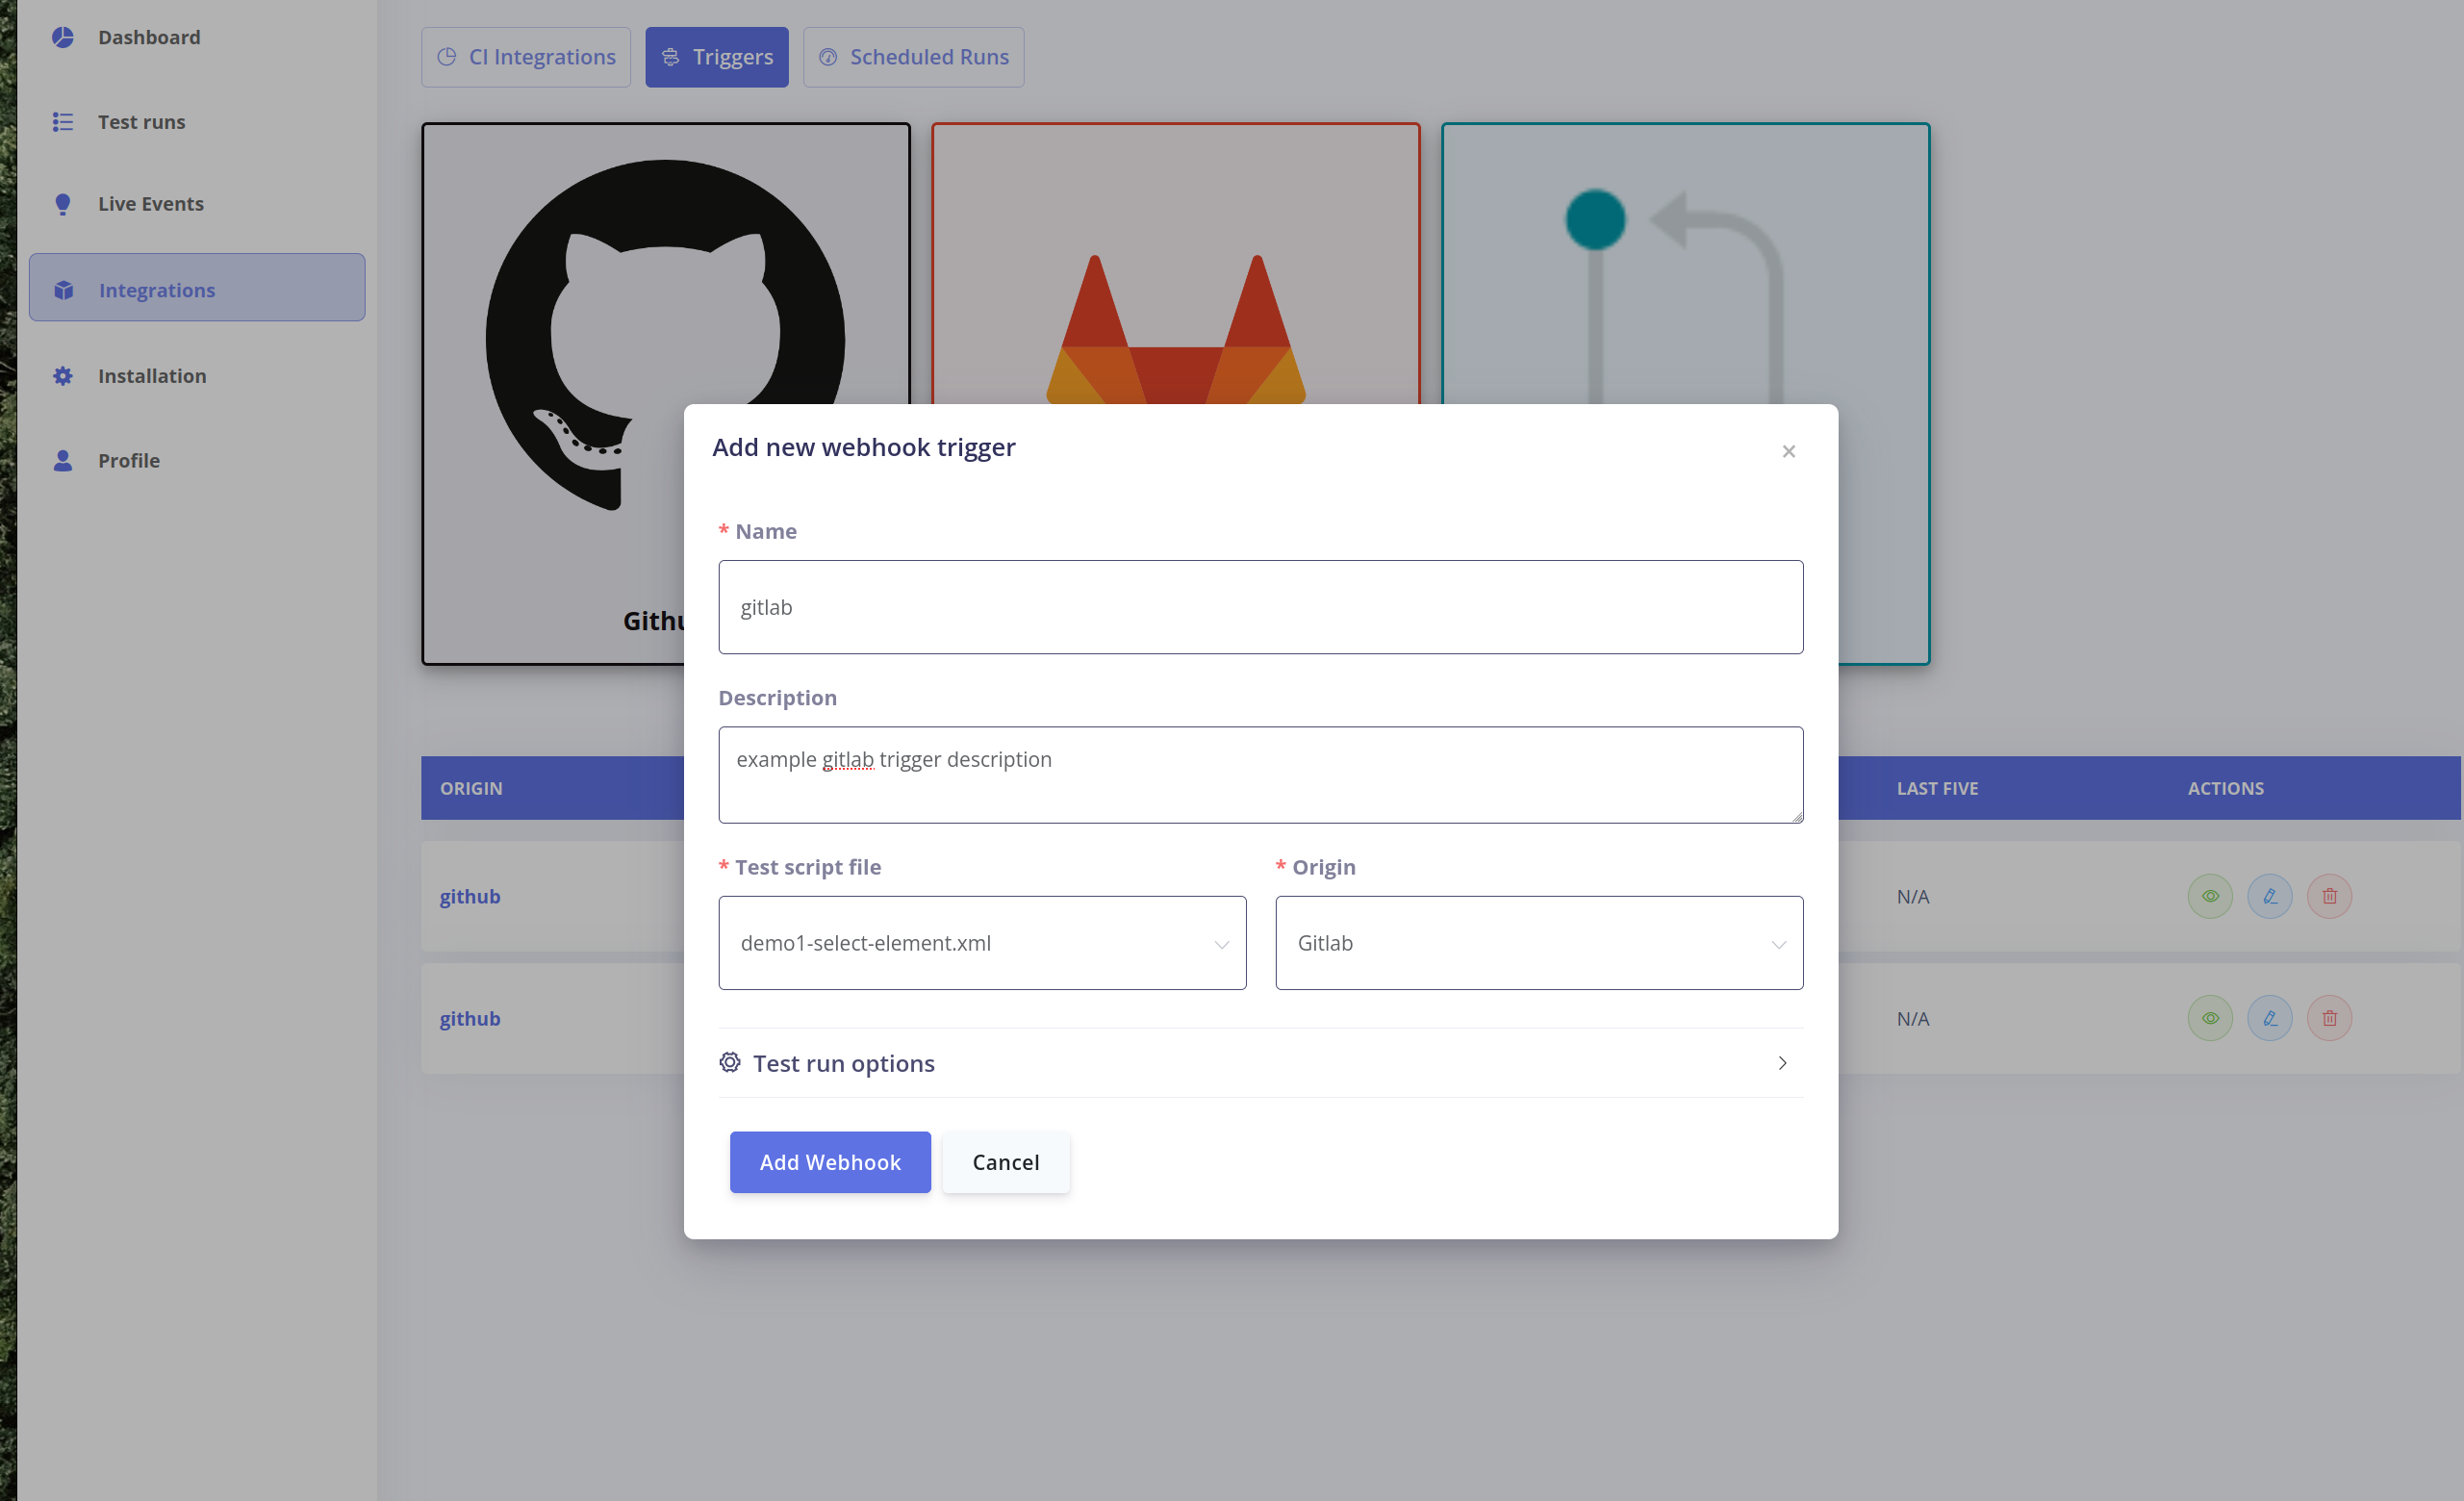 Dashboard
Test runs
Live Events
Integrations
Installation
Profile
CI Integrations Triggers Scheduled Runs
Add new webhook trigger
* Name
gitlab
Description
example gitlab trigger description
* Test script file * Origin
demo1-select-element.xml Gitlab
Test run options
Add Webhook Cancel
ORIGIN LAST FIVE ACTIONS
github N/A
github N/A